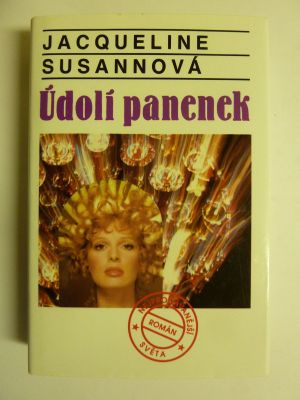 JACQUELINE
SUSANNOVÁ
Údolí panenek
ROMÁN
SVĚTA